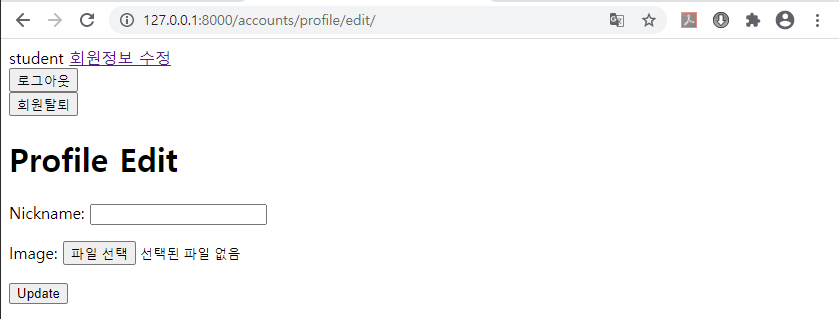 127.0.0.1:8000/accounts/profile/edit/
student 회원정보 수정
로그아웃
회원탈퇴
Profile Edit
Nickname:
Image: 파일 선택 선택된 파일 없음
Update